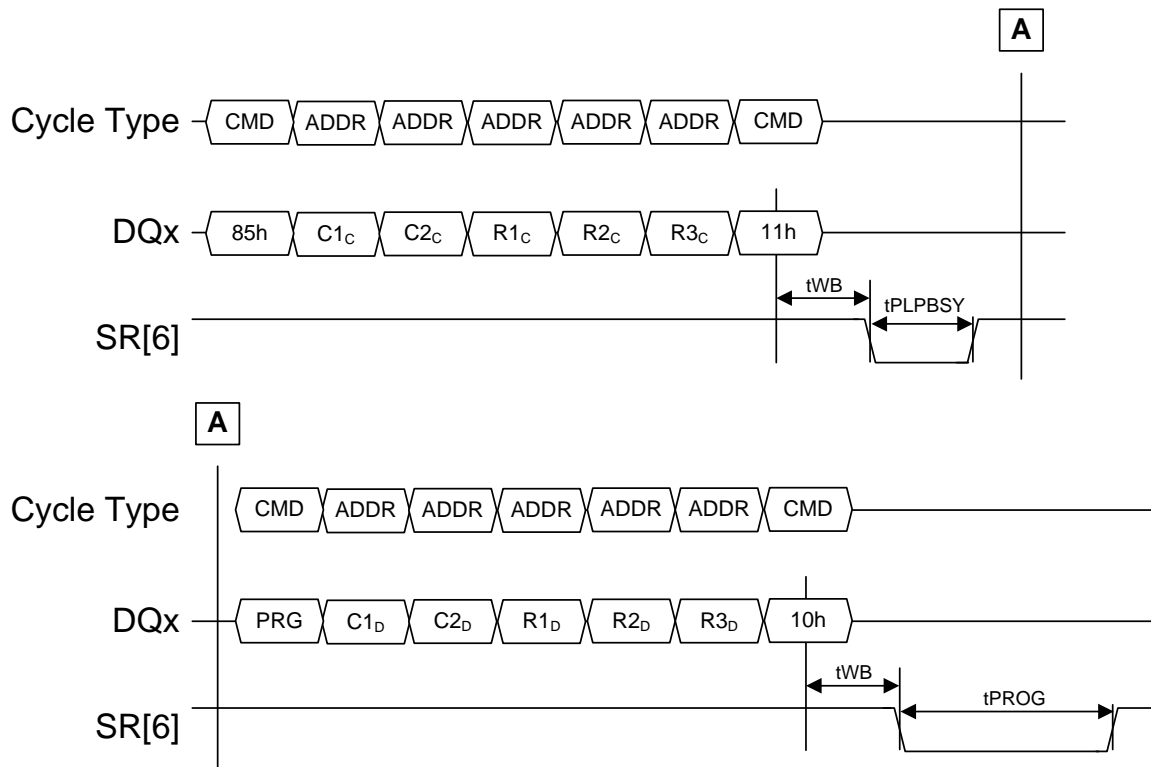 A
Cycle Type CMD ADDR ADDR ADDR ADDR ADDR CMD
DQx 85h C1C C2C R1C R2C R3C 11h
tWB tPLPBSY
SR[6]
A
Cycle Type CMD ADDR ADDR ADDR ADDR ADDR CMD
DQx PRG C1D C2D R1D R2D R3D 10h
tWB tPROG
SR[6]